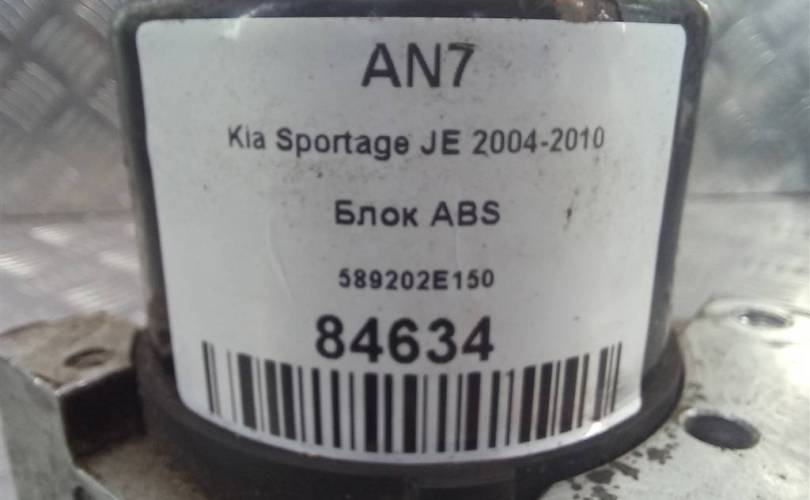 AN7
Kia Sportage JE 2004-2010
Блок ABS
589202E150
84634